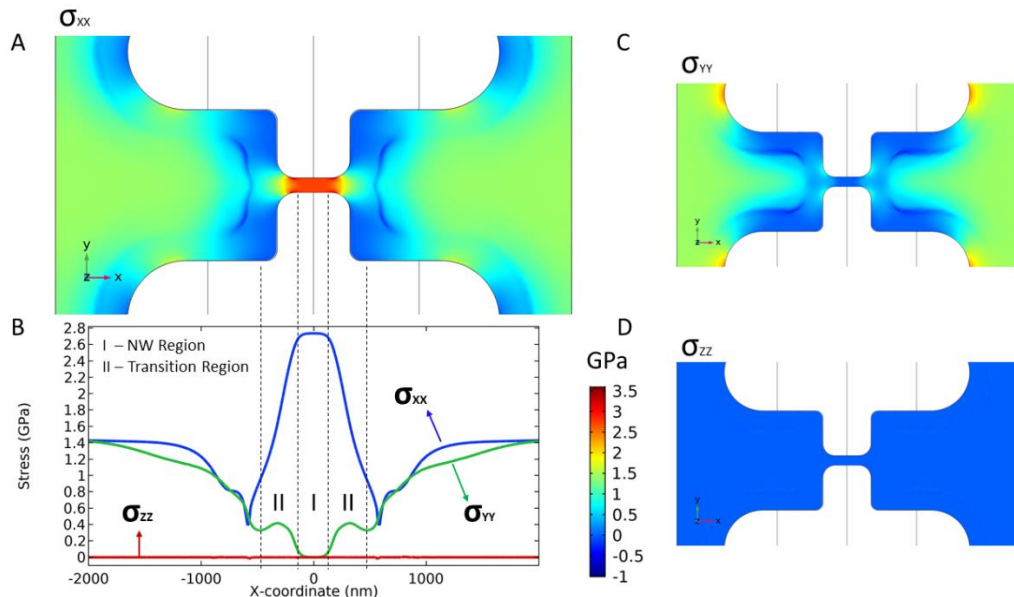 σXX
A
y
z
x
C
σYY
y
z
x
B
I – NW Region
II – Transition Region
2.8
2.6
2.4
2.2
2
1.8
1.6
1.4
1.2
1
0.8
0.6
0.4
0.2
0
Stress (GPa)
σXX
II
I
II
σZZ
σYY
-2000
-1000
0
1000
X-coordinate (nm)
GPa
3.5
3
2.5
2
1.5
1
0.5
0
-0.5
-1
D
σZZ
y
z
x